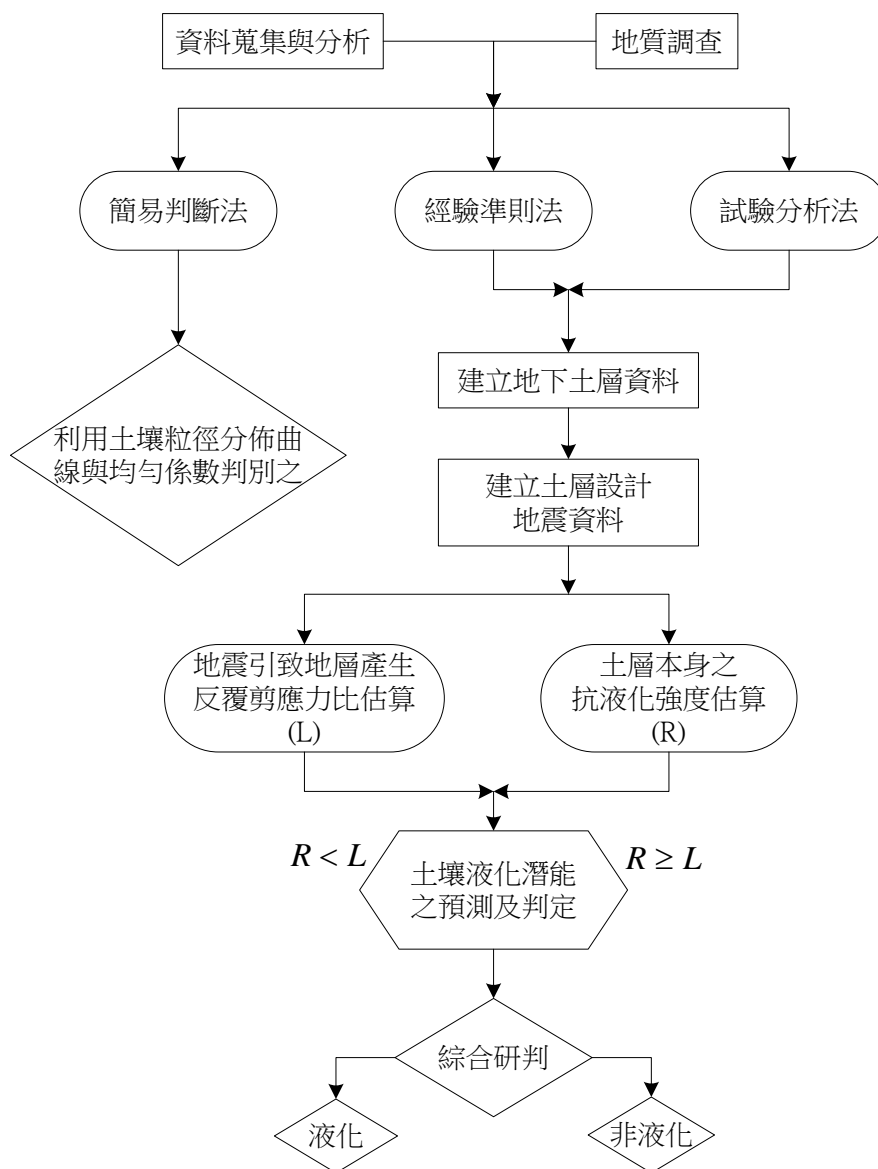 資料蒐集與分析
地質調查
簡易判斷法
經驗準則法
試驗分析法
利用土壤粒徑分佈曲
線與均勻係數判別之
建立地下土層資料
建立土層設計
地震資料
地震引致地層產生
反覆剪應力比估算
(L)
土層本身之
抗液化強度估算
(R)
R < L
土壤液化潛能
之預測及判定
R ≥ L
綜合研判
液化
非液化